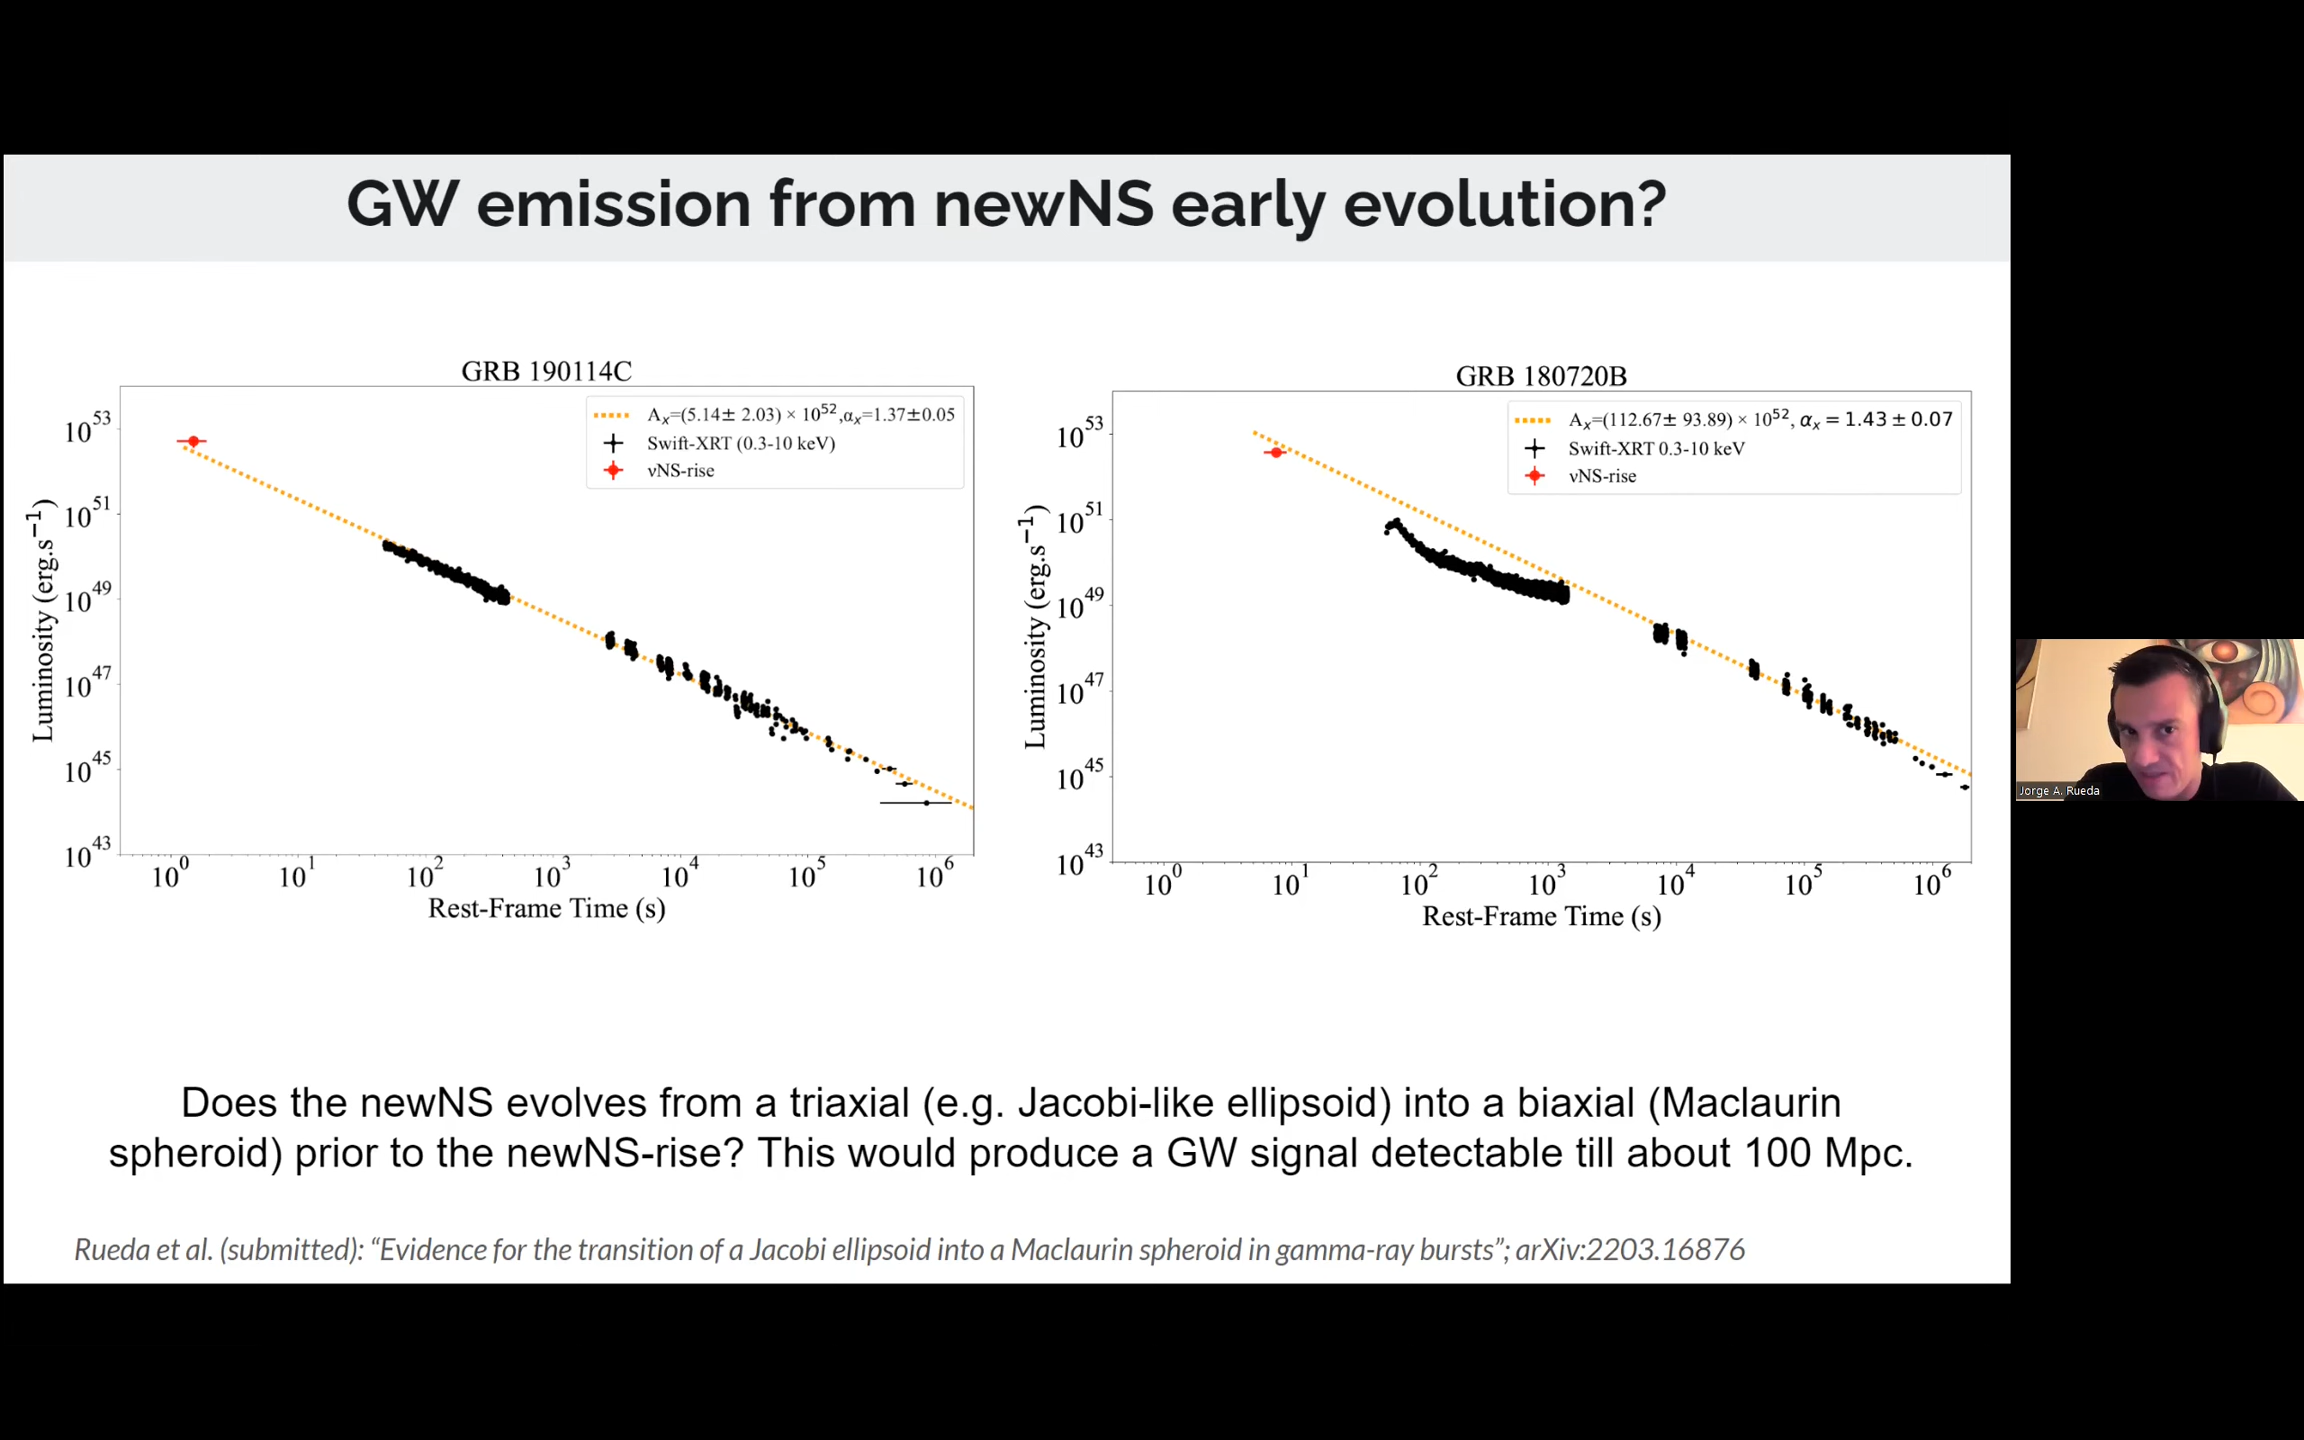 GW emission from newNS early evolution?
GRB 190114C
A_x=(5.14± 2.03) × 10^52,α_x=1.37±0.05
Swift-XRT (0.3-10 keV)
νNS-rise
Luminosity (erg.s^−1)
10^53
10^51
10^49
10^47
10^45
10^43
10^0 10^1 10^2 10^3 10^4 10^5 10^6
Rest-Frame Time (s)
GRB 180720B
A_x=(112.67± 93.89) × 10^52, α_x = 1.43 ± 0.07
Swift-XRT 0.3-10 keV
νNS-rise
Luminosity (erg.s^−1)
10^53
10^51
10^49
10^47
10^45
10^43
10^0 10^1 10^2 10^3 10^4 10^5 10^6
Rest-Frame Time (s)
Jorge A. Rueda
Does the newNS evolves from a triaxial (e.g. Jacobi-like ellipsoid) into a biaxial (Maclaurin
spheroid) prior to the newNS-rise? This would produce a GW signal detectable till about 100 Mpc.
Rueda et al. (submitted): “Evidence for the transition of a Jacobi ellipsoid into a Maclaurin spheroid in gamma-ray bursts”; arXiv:2203.16876